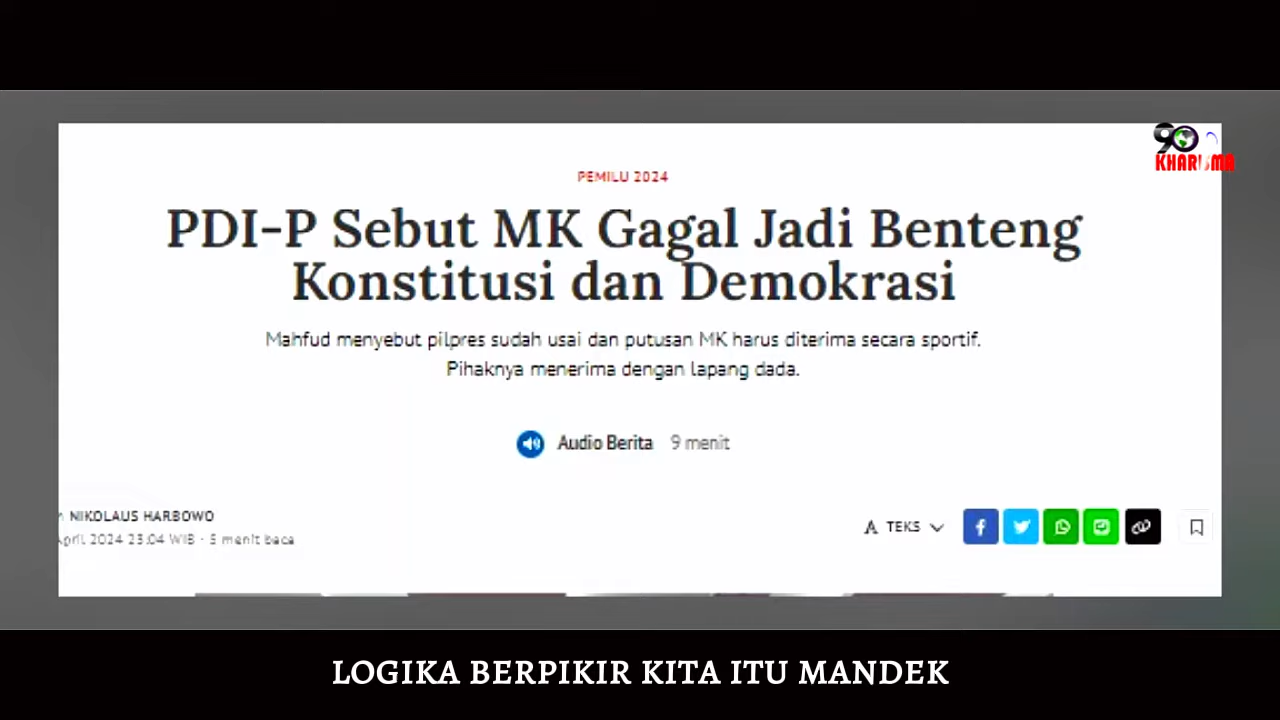 90
KHARISMA
PEMILU 2024
PDI-P Sebut MK Gagal Jadi Benteng
Konstitusi dan Demokrasi
Mahfud menyebut pilpres sudah usai dan putusan MK harus diterima secara sportif.
Pihaknya menerima dengan lapang dada.
Audio Berita 9 menit
NIKOLAUS HARBOWO
April 2024 23.04 WIB · 5 menit baca
A TEKS
LOGIKA BERPIKIR KITA ITU MANDEK